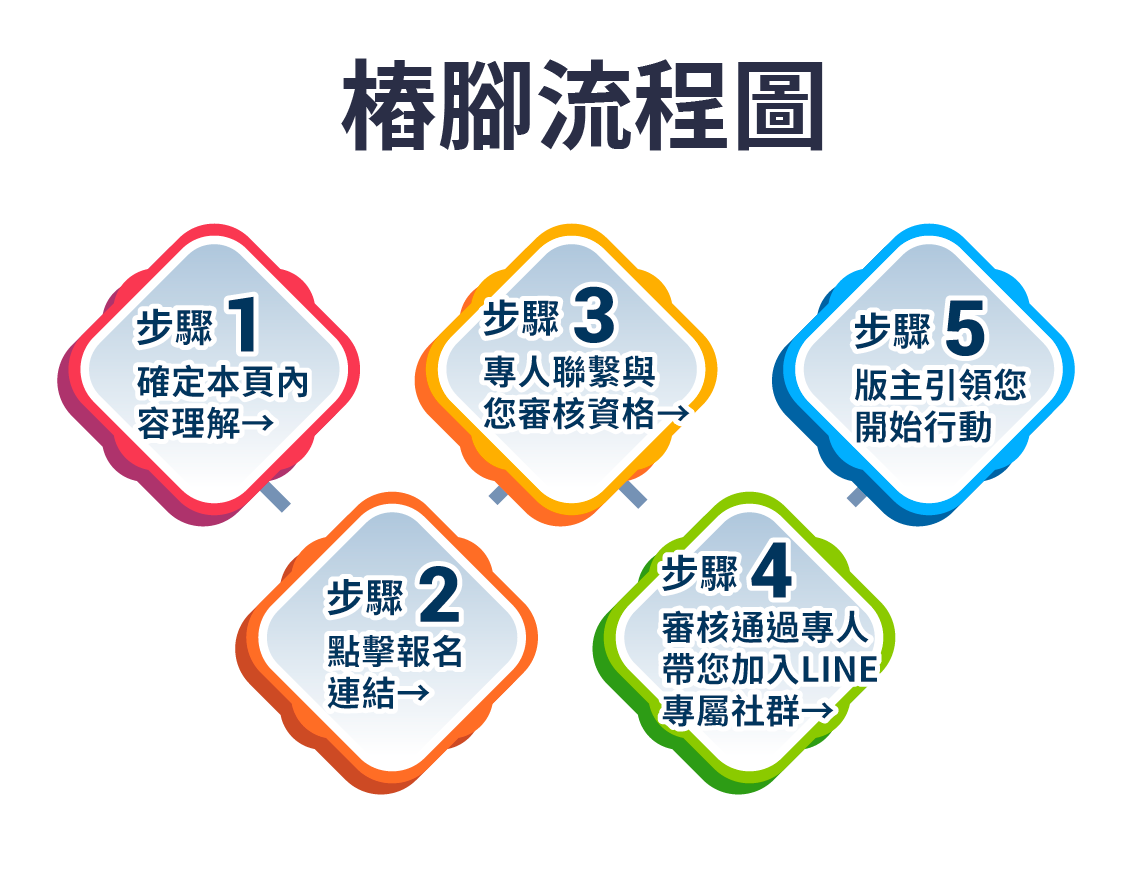 樁腳流程圖
步驟 1
確定本頁內
容理解→
步驟 2
點擊報名
連結→
步驟 3
專人聯繫與
您審核資格→
步驟 4
審核通過專人
帶您加入LINE
專屬社群→
步驟 5
版主引領您
開始行動